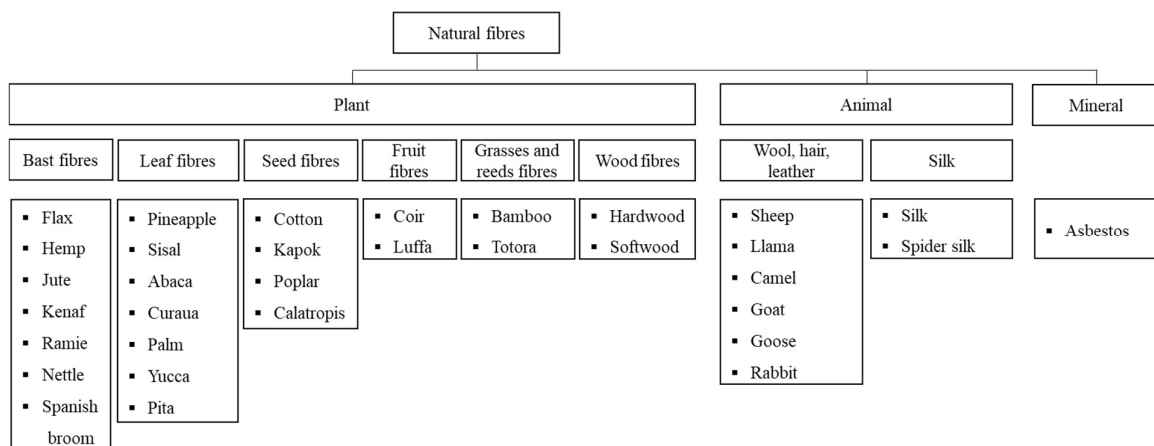 Natural fibres
Plant
Animal
Mineral
Bast fibres
Leaf fibres
Seed fibres
Fruit
fibres
Grasses and
reeds fibres
Wood fibres
Wool, hair,
leather
Silk
▪ Flax
▪ Hemp
▪ Jute
▪ Kenaf
▪ Ramie
▪ Nettle
▪ Spanish
broom
▪ Pineapple
▪ Sisal
▪ Abaca
▪ Curaua
▪ Palm
▪ Yucca
▪ Pita
▪ Cotton
▪ Kapok
▪ Poplar
▪ Calatropis
▪ Coir
▪ Luffa
▪ Bamboo
▪ Totora
▪ Hardwood
▪ Softwood
▪ Sheep
▪ Llama
▪ Camel
▪ Goat
▪ Goose
▪ Rabbit
▪ Silk
▪ Spider silk
▪ Asbestos